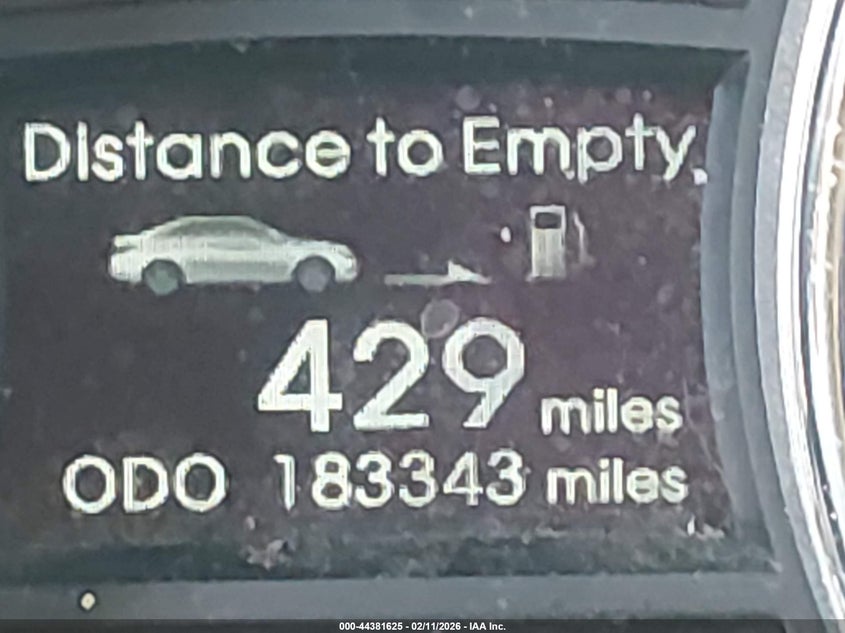 Distance to Empty
429 miles
ODO 183343 miles
000-44381625 - 02/11/2026 - IAA Inc.